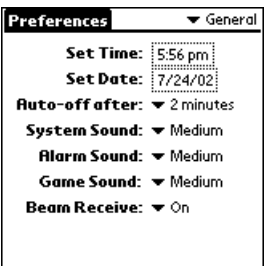 Preferences General
Set Time: 5:56 pm
Set Date: 7/24/02
Auto-off after: 2 minutes
System Sound: Medium
Alarm Sound: Medium
Game Sound: Medium
Beam Receive: On